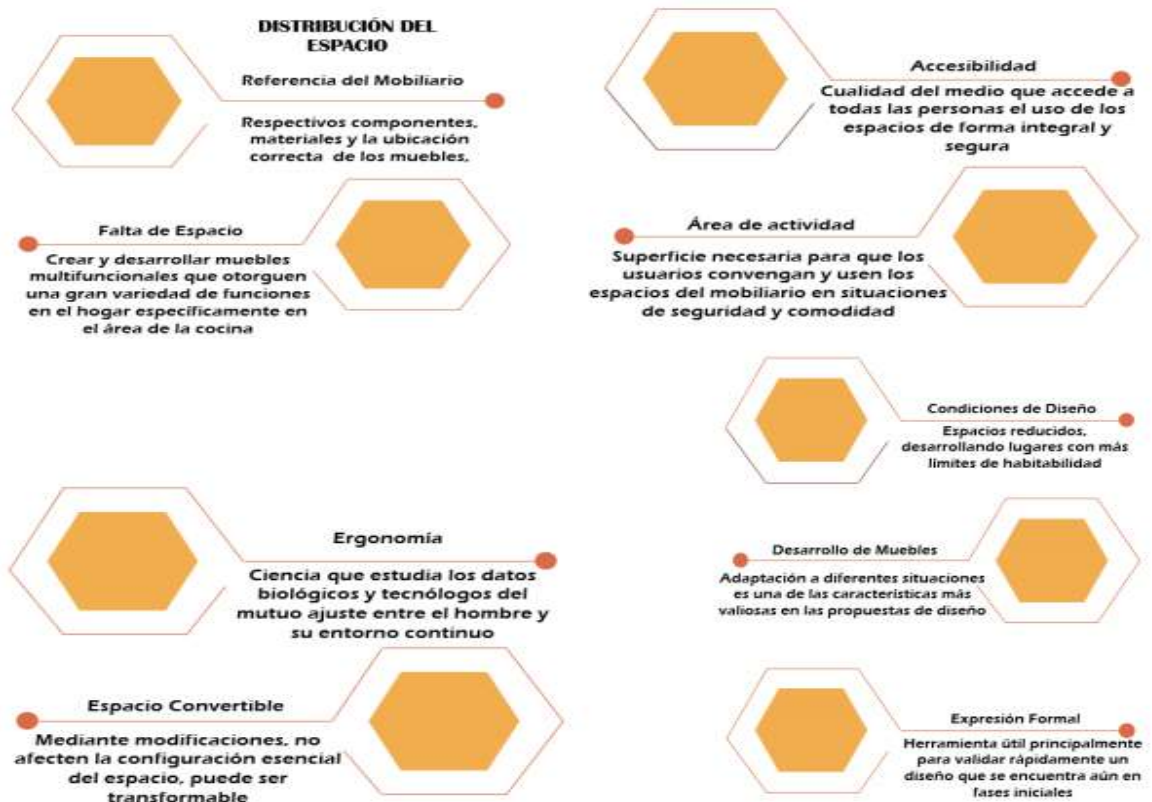 DISTRIBUCIÓN DEL
ESPACIO
Referencia del Mobiliario
Respectivos componentes,
materiales y la ubicación
correcta de los muebles,
Falta de Espacio
Crear y desarrollar muebles
multifuncionales que otorguen
una gran variedad de funciones
en el hogar específicamente en
el área de la cocina
Ergonomía
Ciencia que estudia los datos
biológicos y tecnólogos del
mutuo ajuste entre el hombre y
su entorno continuo
Espacio Convertible
Mediante modificaciones, no
afecten la configuración esencial
del espacio, puede ser
transformable
Accesibilidad
Cualidad del medio que accede a
todas las personas el uso de los
espacios de forma integral y
segura
Área de actividad
Superficie necesaria para que los
usuarios convengan y usen los
espacios del mobiliario en situaciones
de seguridad y comodidad
Condiciones de Diseño
Espacios reducidos,
desarrollando lugares con más
límites de habitabilidad
Desarrollo de Muebles
Adaptación a diferentes situaciones
es una de las características más
valiosas en las propuestas de diseño
Expresión Formal
Herramienta útil principalmente
para validar rápidamente un
diseño que se encuentra aún en
fases iniciales